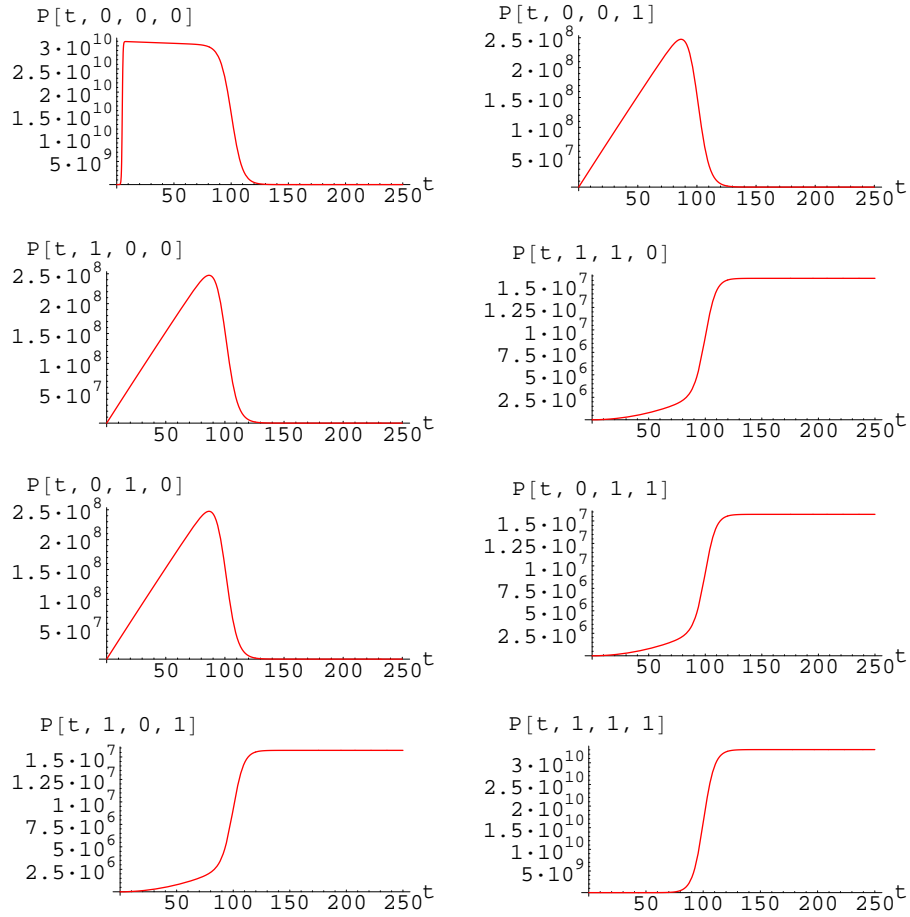 P[t, 0, 0, 0]
3·10^10
2.5·10^10
2·10^10
1.5·10^10
1·10^10
5·10^9
50 100 150 200 250 t
P[t, 0, 0, 1]
2.5·10^8
2·10^8
1.5·10^8
1·10^8
5·10^7
50 100 150 200 250 t
P[t, 1, 0, 0]
2.5·10^8
2·10^8
1.5·10^8
1·10^8
5·10^7
50 100 150 200 250 t
P[t, 1, 1, 0]
1.5·10^7
1.25·10^7
1·10^7
7.5·10^6
5·10^6
2.5·10^6
50 100 150 200 250 t
P[t, 0, 1, 0]
2.5·10^8
2·10^8
1.5·10^8
1·10^8
5·10^7
50 100 150 200 250 t
P[t, 0, 1, 1]
1.5·10^7
1.25·10^7
1·10^7
7.5·10^6
5·10^6
2.5·10^6
50 100 150 200 250 t
P[t, 1, 0, 1]
1.5·10^7
1.25·10^7
1·10^7
7.5·10^6
5·10^6
2.5·10^6
50 100 150 200 250 t
P[t, 1, 1, 1]
3·10^10
2.5·10^10
2·10^10
1.5·10^10
1·10^10
5·10^9
50 100 150 200 250 t